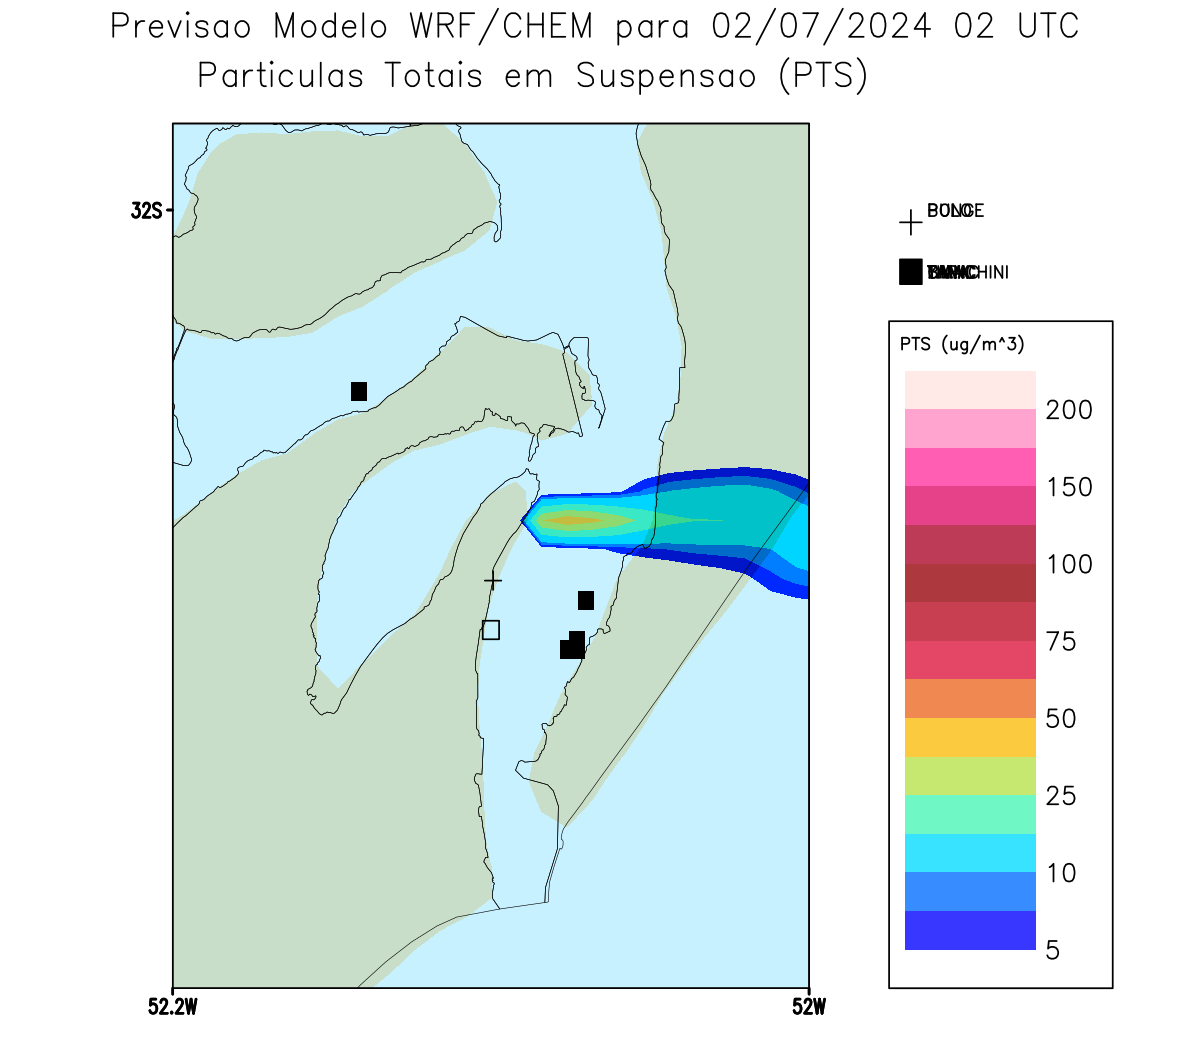 Previsao Modelo WRF/CHEM para 02/07/2024 02 UTC
Particulas Totais em Suspensao (PTS)
32S
PTS (ug/m^3)
200
150
100
75
50
25
10
5
52.2W
52W